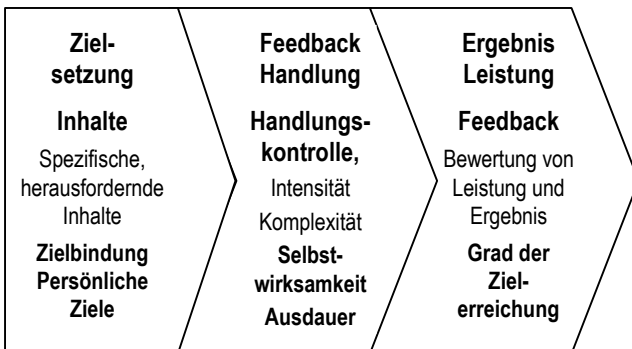 Ziel-
setzung
Inhalte
Spezifische,
herausfordernde
Inhalte
Zielbindung
Persönliche
Ziele
Feedback
Handlung
Handlungs-
kontrolle,
Intensität
Komplexität
Selbst-
wirksamkeit
Ausdauer
Ergebnis
Leistung
Feedback
Bewertung von
Leistung und
Ergebnis
Grad der
Ziel-
erreichung